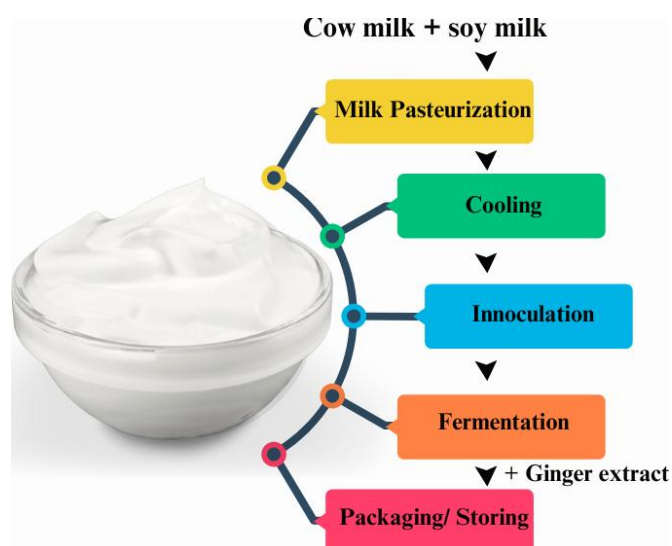 Cow milk + soy milk
Milk Pasteurization
Cooling
Innoculation
Fermentation
+ Ginger extract
Packaging/ Storing